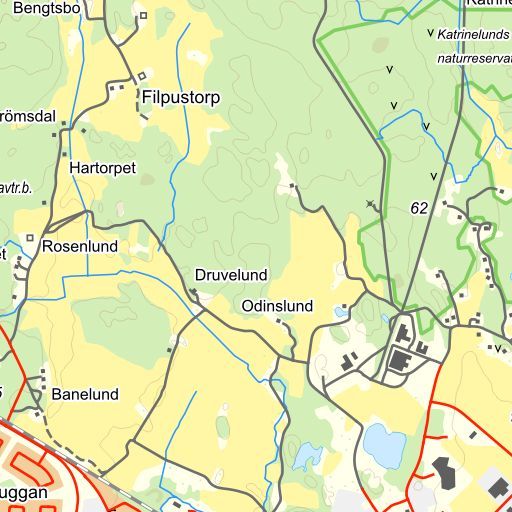 Bengtsbo
Katrinelunds
naturreservat
Filpustorp
Hartorpet
62
Rosenlund
Druvelund
Odinslund
Banelund